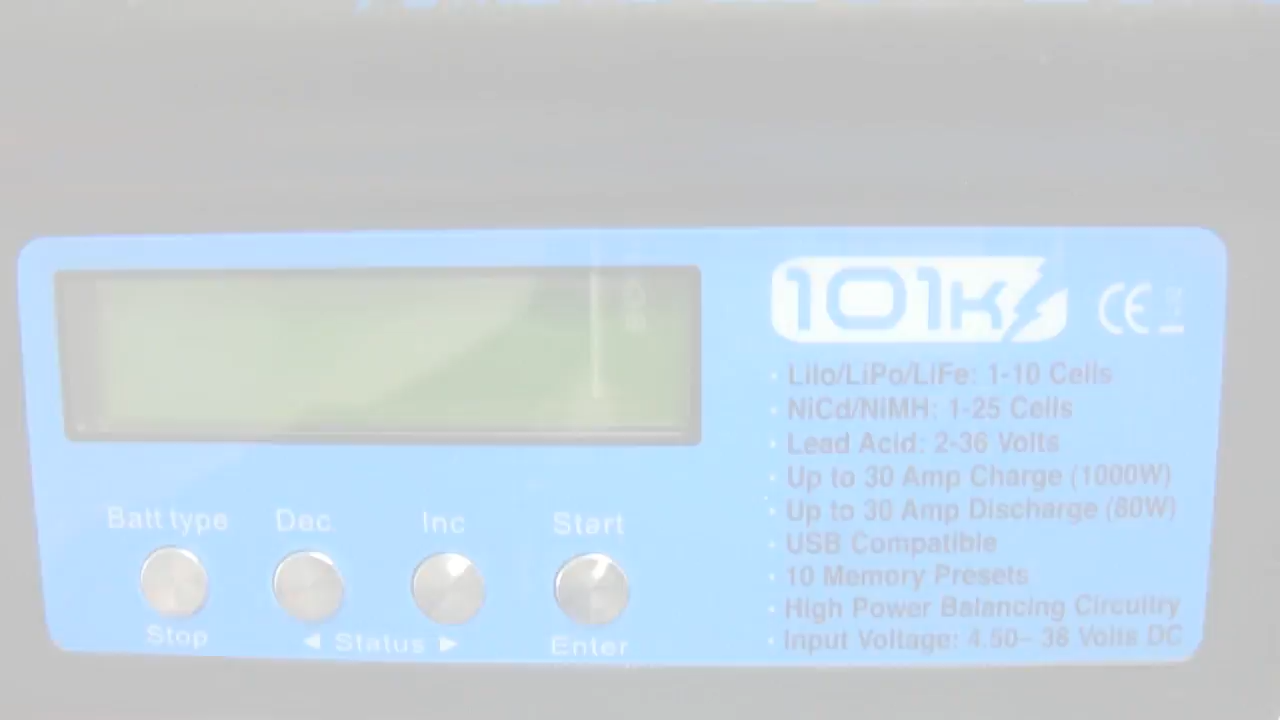 101K
CE
· LiIo/LiPo/LiFe: 1-10 Cells
· NiCd/NiMH: 1-25 Cells
· Lead Acid: 2-36 Volts
· Up to 30 Amp Charge (1000W)
· Up to 30 Amp Discharge (80W)
· USB Compatible
· 10 Memory Presets
· High Power Balancing Circuitry
· Input Voltage: 4.50– 38 Volts DC
Batt type Dec Inc Start
Stop ◀ Status ▶ Enter